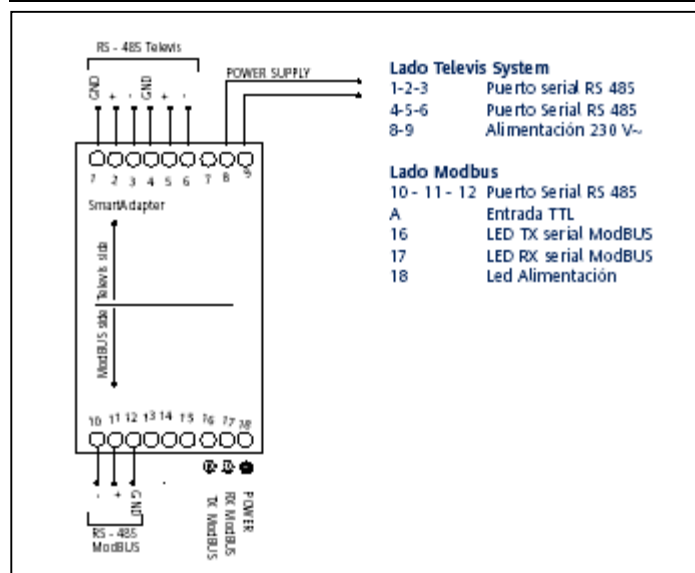 RS - 485 Televis
GND + - GND + -
POWER SUPPLY
1 2 3 4 5 6 7 8 9
SmartAdapter
Televis side
ModBUS side
10 11 12 13 14 15 16 17 18
- + GND
RS - 485
ModBUS
TX ModBUS
RX ModBUS
POWER
Lado Televis System
1-2-3 Puerto serial RS 485
4-5-6 Puerto Serial RS 485
8-9 Alimentación 230 V~
Lado Modbus
10 - 11 - 12 Puerto Serial RS 485
A Entrada TTL
16 LED TX serial ModBUS
17 LED RX serial ModBUS
18 Led Alimentación